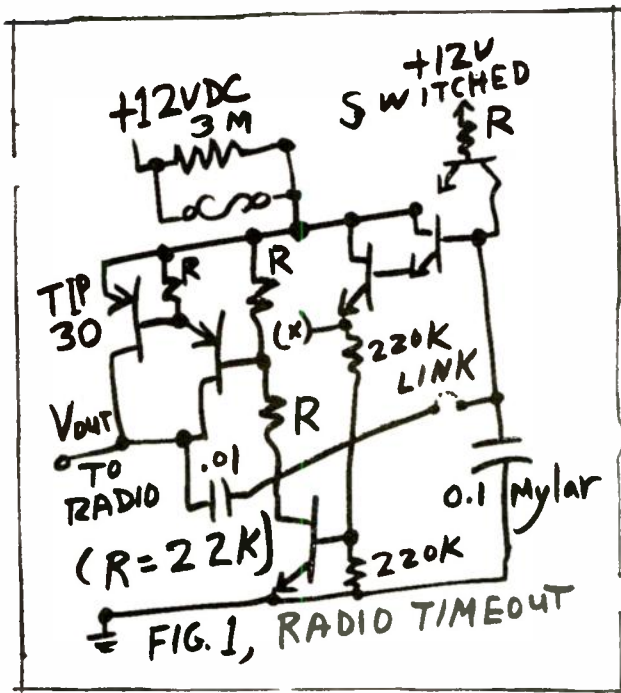 +12V
SWITCHED
+12VDC
3M
R
R
R
TIP
30
(x)
220K
LINK
R
VOUT
TO
RADIO
.01
0.1 Mylar
(R=22K)
220K
FIG. 1, RADIO TIMEOUT